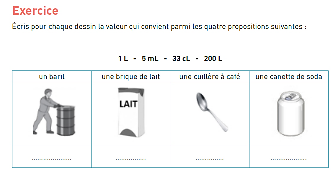 Exercice
Écris pour chaque dessin la valeur qui convient parmi les quatre propositions suivantes :
1 L - 5 mL - 33 cL - 200 L
un baril une brique de lait une cuillère à café une canette de soda
LAIT
.................... ............... .............. ..................